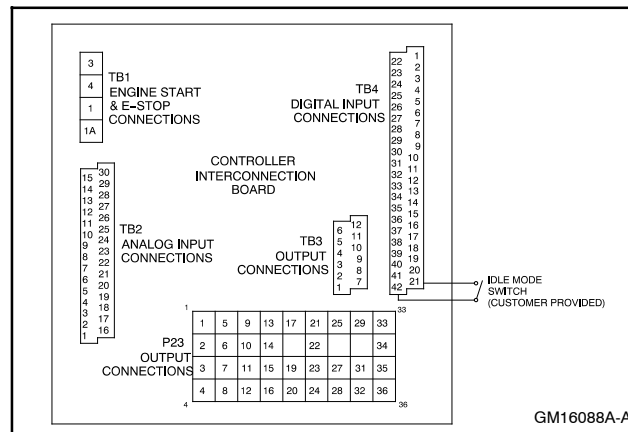 3
4
1
1A
TB1
ENGINE START
& E-STOP
CONNECTIONS
TB4
DIGITAL INPUT
CONNECTIONS
22 1
23 2
24 3
25 4
26 5
27 6
28 7
29 8
30 9
31 10
32 11
33 12
34 13
35 14
36 15
37 16
38 17
39 18
40 19
41 20
42 21
CONTROLLER
INTERCONNECTION
BOARD
15 30
14 29
13 28
12 27
11 26
10 25
9 24
8 23
7 22
6 21
5 20
4 19
3 18
2 17
1 16
TB2
ANALOG INPUT
CONNECTIONS
TB3
OUTPUT
CONNECTIONS
6 12
5 11
4 10
3 9
2 8
1 7
IDLE MODE
SWITCH
(CUSTOMER PROVIDED)
P23
OUTPUT
CONNECTIONS
1 33
1 5 9 13 17 21 25 29 33
2 6 10 14 22 34
3 7 11 15 19 23 27 31 35
4 8 12 16 20 24 28 32 36
4 36
GM16088A-A